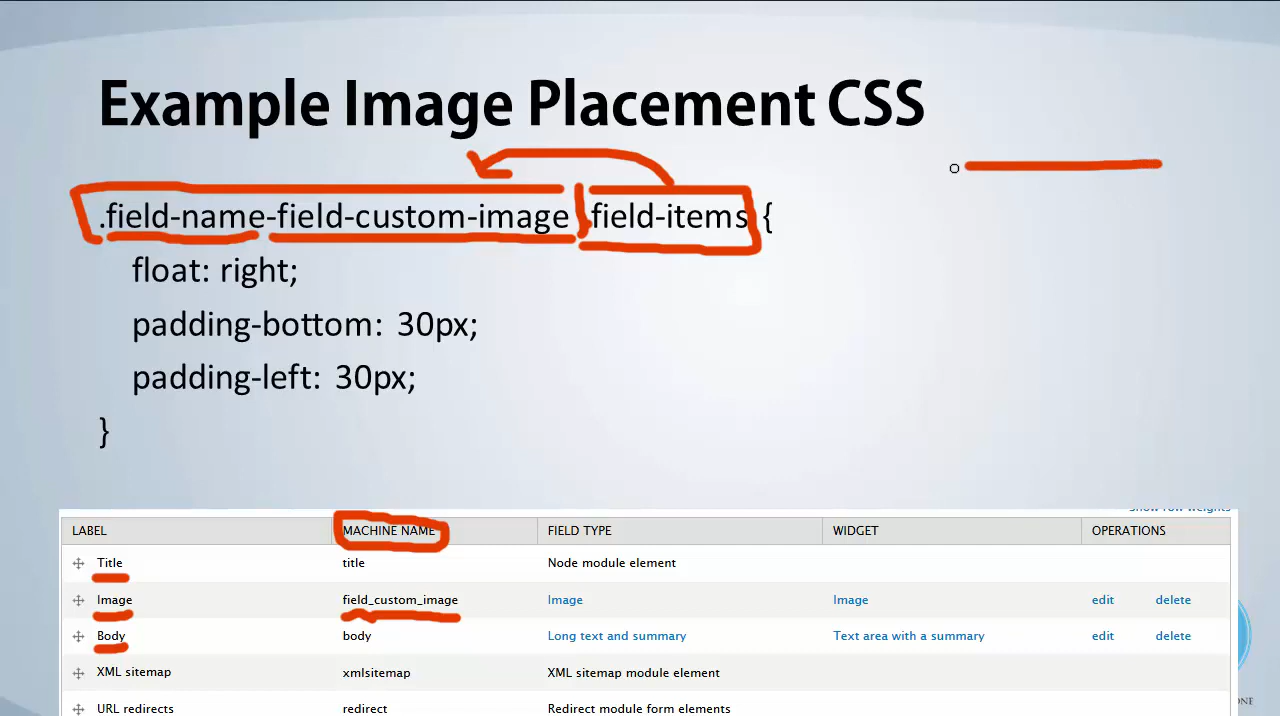 Example Image Placement CSS
.field-name-field-custom-image .field-items {
float: right;
padding-bottom: 30px;
padding-left: 30px;
}
Show row weights
LABEL MACHINE NAME FIELD TYPE WIDGET OPERATIONS
Title title Node module element
Image field_custom_image Image Image edit delete
Body body Long text and summary Text area with a summary edit delete
XML sitemap xmlsitemap XML sitemap module element
URL redirects redirect Redirect module form elements